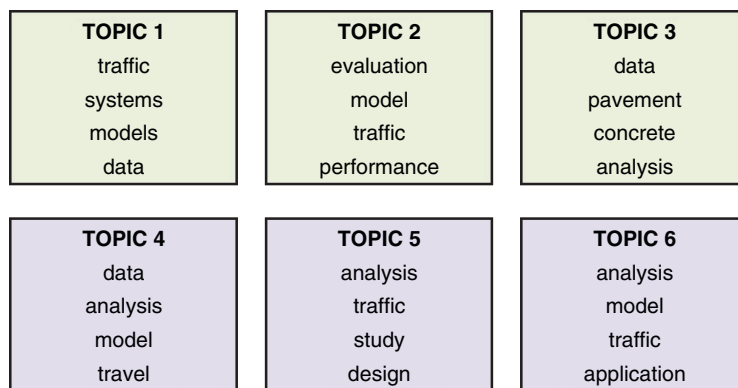 TOPIC 1
traffic
systems
models
data
TOPIC 2
evaluation
model
traffic
performance
TOPIC 3
data
pavement
concrete
analysis
TOPIC 4
data
analysis
model
travel
TOPIC 5
analysis
traffic
study
design
TOPIC 6
analysis
model
traffic
application